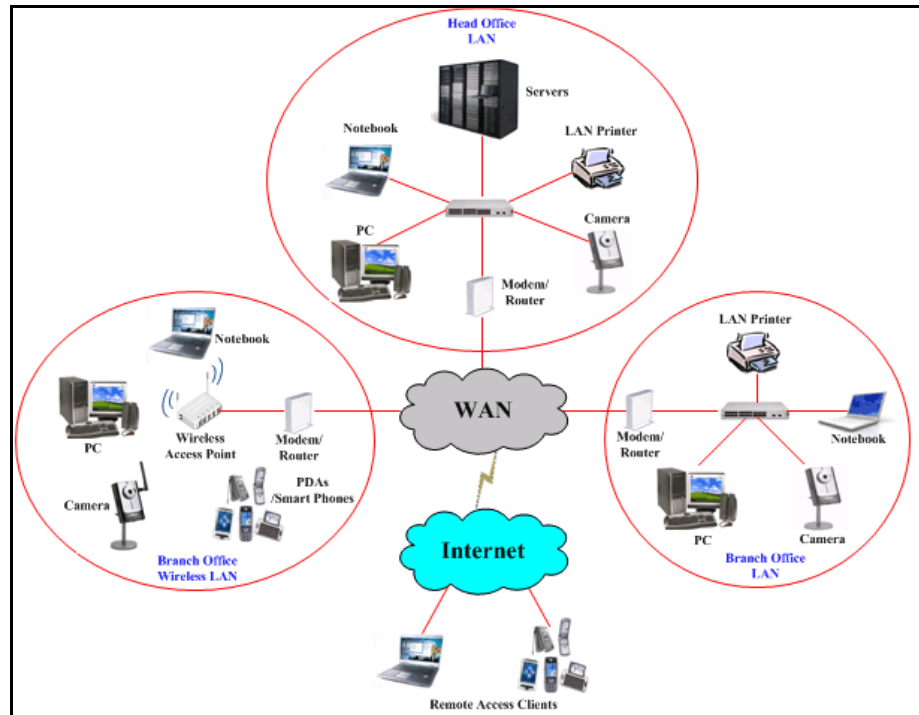 Head Office
LAN
Servers
Notebook
LAN Printer
PC
Camera
Modem/
Router
Notebook
PC
Wireless
Access Point
Modem/
Router
Camera
PDAs
/Smart Phones
Branch Office
Wireless LAN
WAN
Internet
LAN Printer
Modem/
Router
Notebook
PC
Camera
Branch Office
LAN
Remote Access Clients